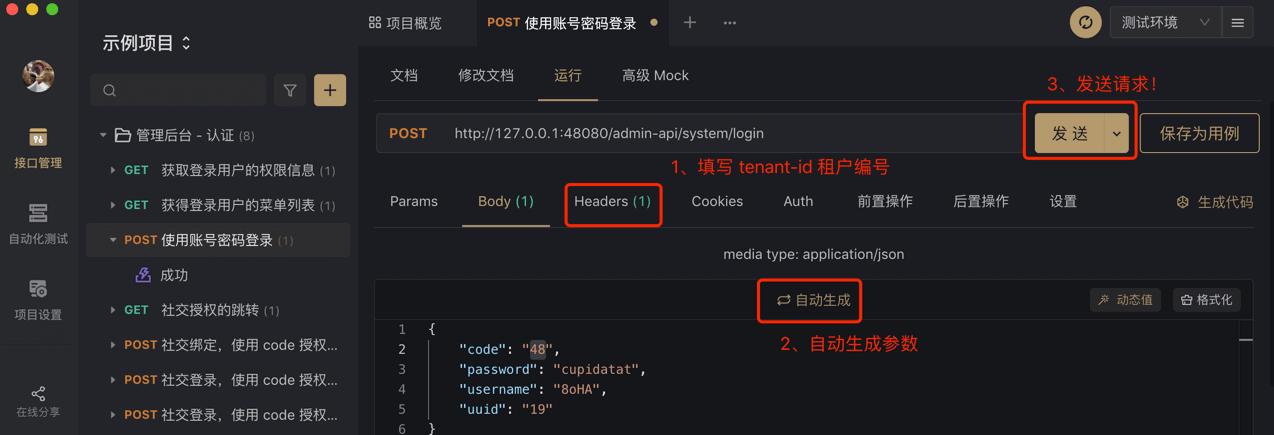 接口管理
自动化测试
项目设置
在线分享
示例项目
管理后台 - 认证 (8)
GET 获取登录用户的权限信息 (1)
GET 获得登录用户的菜单列表 (1)
POST 使用账号密码登录 (1)
成功
GET 社交授权的跳转 (1)
POST 社交绑定，使用 code 授权...
POST 社交登录，使用 code 授权...
POST 社交登录，使用 code 授权...
项目概览
POST 使用账号密码登录
测试环境
文档 修改文档 运行 高级 Mock
3、发送请求！
POST http://127.0.0.1:48080/admin-api/system/login 发 送 保存为用例
1、填写 tenant-id 租户编号
Params Body (1) Headers (1) Cookies Auth 前置操作 后置操作 设置 生成代码
media type: application/json
自动生成 动态值 格式化
2、自动生成参数
1 {
2 "code": "48",
3 "password": "cupidatat",
4 "username": "8oHA",
5 "uuid": "19"
6 }